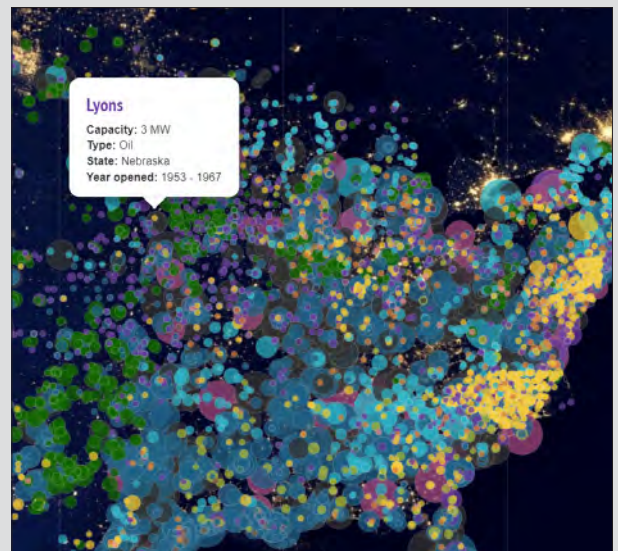 Lyons
Capacity: 3 MW
Type: Oil
State: Nebraska
Year opened: 1953 - 1967